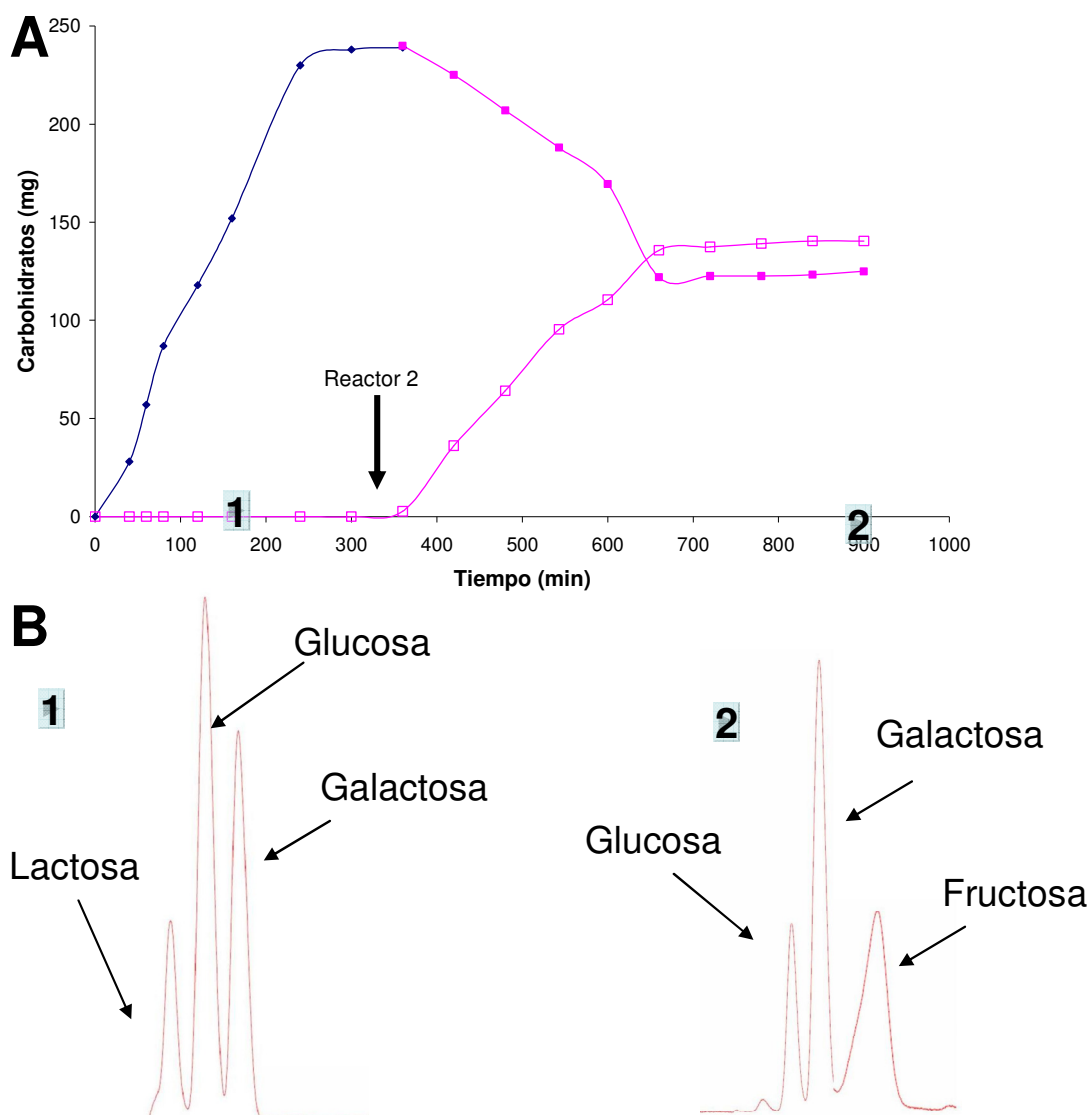 A
250
200
150
100
50
0
Carbohidratos (mg)
Reactor 2
1
2
0 100 200 300 400 500 600 700 800 900 1000
Tiempo (min)
B
1
Glucosa
Galactosa
Lactosa
2
Galactosa
Glucosa
Fructosa